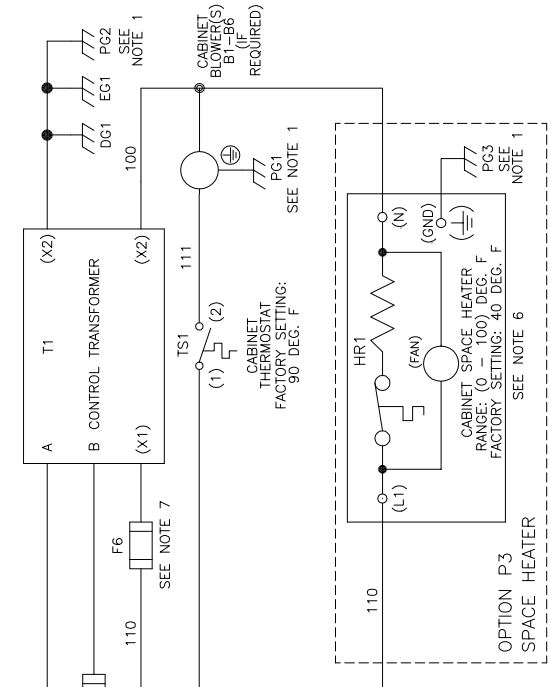 PG2
SEE
NOTE 1
EG1
DG1
100
CABINET
BLOWER(S)
B1-B6
(IF
REQUIRED)
PG1
SEE NOTE 1
PG3
SEE
NOTE 1
(X2)
(X2)
T1
CONTROL TRANSFORMER
A
B
(X1)
111
TS1
(2)
(1)
CABINET
THERMOSTAT
FACTORY SETTING:
90 DEG. F
(N)
(GND)
HR1
(FAN)
CABINET SPACE HEATER
RANGE: (0 - 100) DEG. F
FACTORY SETTING: 40 DEG. F
SEE NOTE 6
(L1)
F6
SEE NOTE 7
110
110
OPTION P3
SPACE HEATER